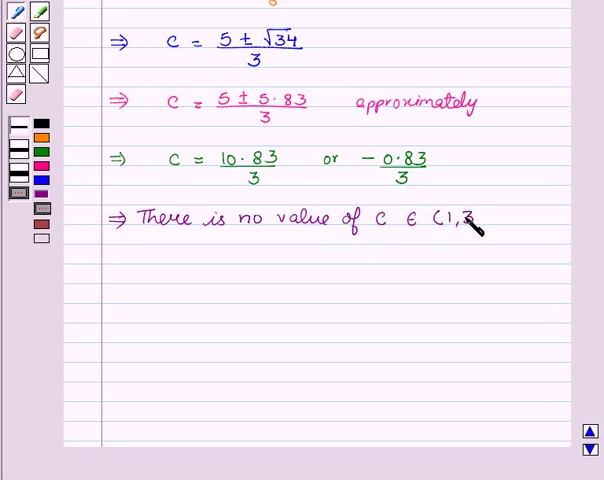 ⇒ c = 5 ± √34 / 3
⇒ c = 5 ± 5.83 / 3 approximately
⇒ c = 10.83 / 3 or - 0.83 / 3
⇒ There is no value of c ∈ (1,3